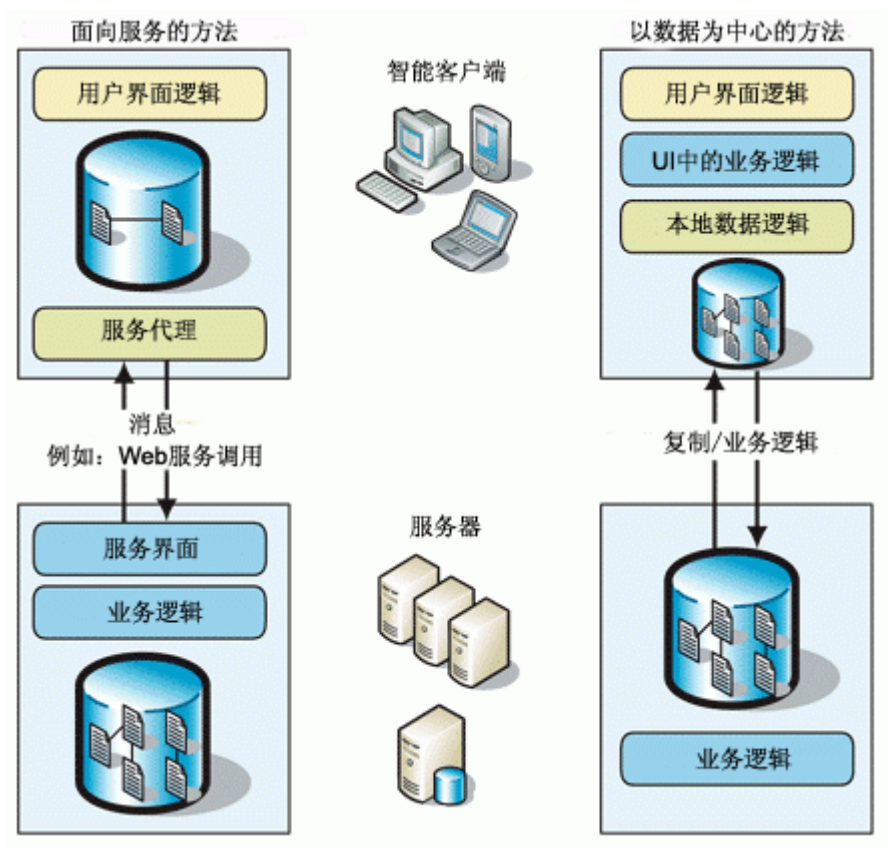 面向服务的方法
用户界面逻辑
服务代理
消息
例如：Web服务调用
服务界面
业务逻辑
智能客户端
服务器
以数据为中心的方法
用户界面逻辑
UI中的业务逻辑
本地数据逻辑
复制/业务逻辑
业务逻辑